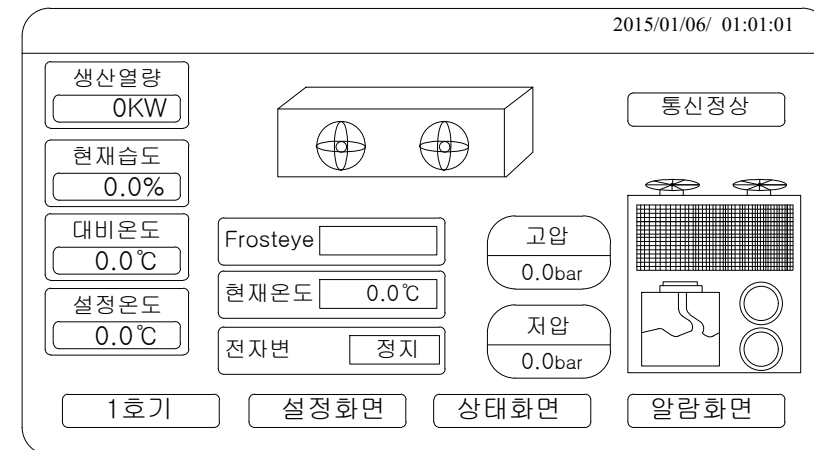 2015/01/06/ 01:01:01
생산열량
0KW
통신정상
현재습도
0.0%
대비온도
0.0℃
Frosteye
고압
0.0bar
현재온도 0.0℃
설정온도
0.0℃
저압
0.0bar
전자변 정지
1호기 설정화면 상태화면 알람화면